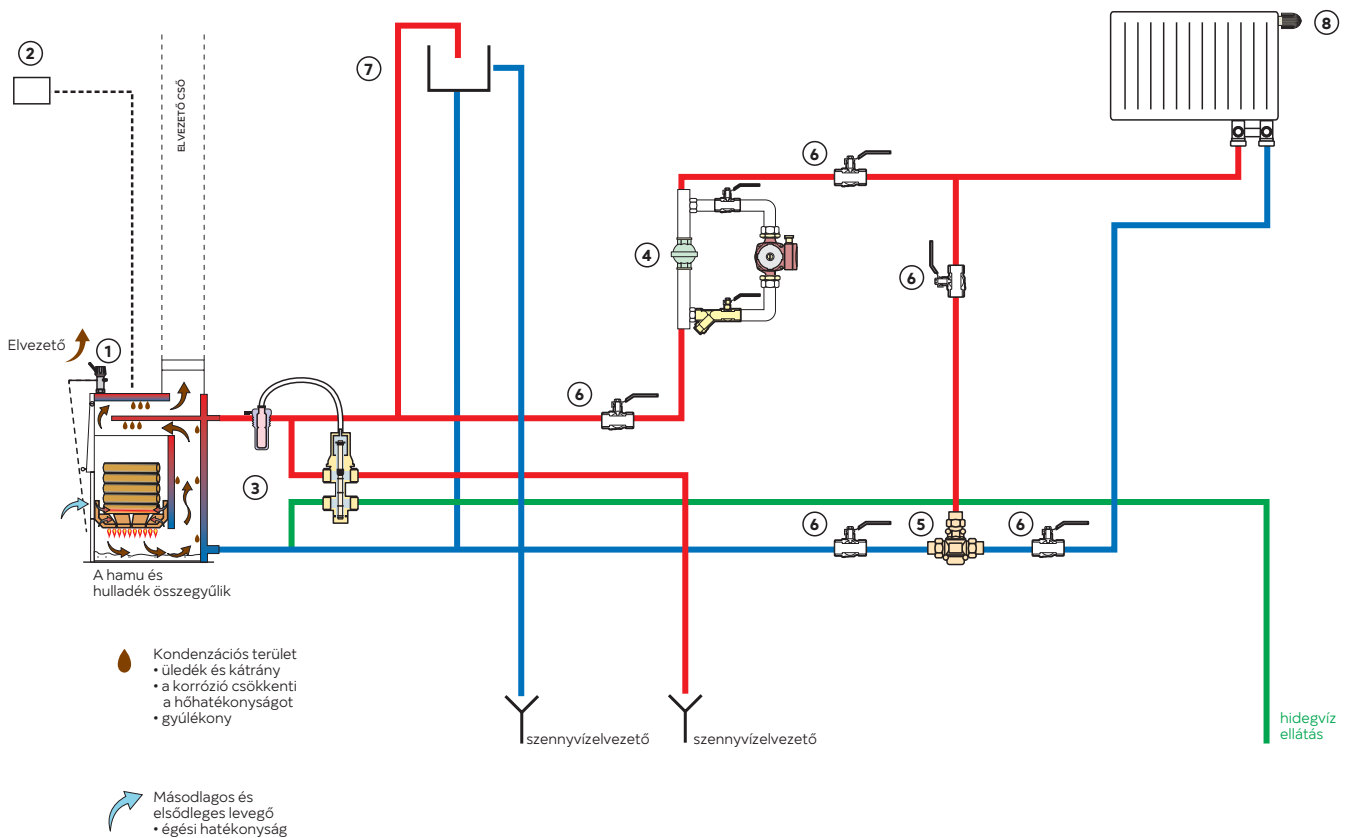 2
ELVEZETŐ CSŐ
7
8
6
4
6
Elvezető
1
6
3
6
5
6
A hamu és
hulladék összegyűlik
Kondenzációs terület
• üledék és kátrány
• a korrózió csökkenti
a hőhatékonyságot
• gyúlékony
szennyvízelvezető
szennyvízelvezető
hidegvíz
ellátás
Másodlagos és
elsődleges levegő
• égési hatékonyság